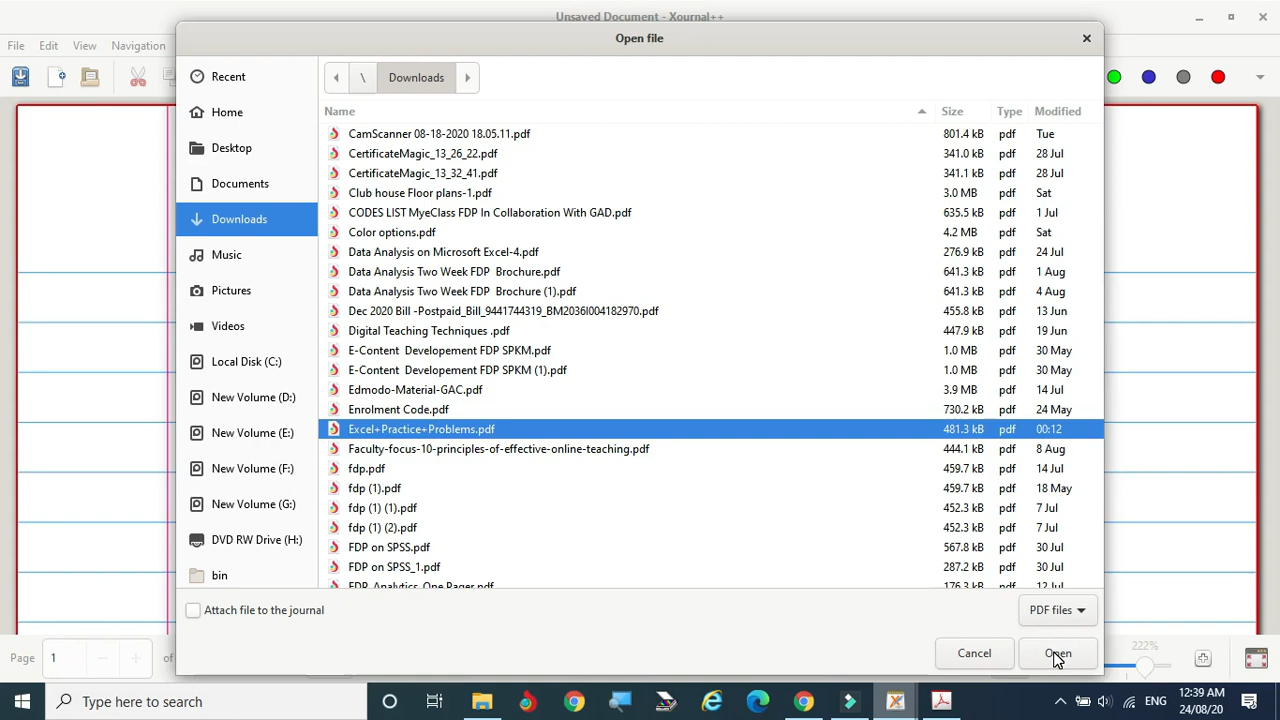 Unsaved Document - Xournal++
File Edit View Navigation
Open file
Recent
Home
Desktop
Documents
Downloads
Music
Pictures
Videos
Local Disk (C:)
New Volume (D:)
New Volume (E:)
New Volume (F:)
New Volume (G:)
DVD RW Drive (H:)
bin
\ Downloads
Name Size Type Modified
CamScanner 08-18-2020 18.05.11.pdf 801.4 kB pdf Tue
CertificateMagic_13_26_22.pdf 341.0 kB pdf 28 Jul
CertificateMagic_13_32_41.pdf 341.1 kB pdf 28 Jul
Club house Floor plans-1.pdf 3.0 MB pdf Sat
CODES LIST MyeClass FDP In Collaboration With GAD.pdf 635.5 kB pdf 1 Jul
Color options.pdf 4.2 MB pdf Sat
Data Analysis on Microsoft Excel-4.pdf 276.9 kB pdf 24 Jul
Data Analysis Two Week FDP Brochure.pdf 641.3 kB pdf 1 Aug
Data Analysis Two Week FDP Brochure (1).pdf 641.3 kB pdf 4 Aug
Dec 2020 Bill -Postpaid_Bill_9441744319_BM2036I004182970.pdf 455.8 kB pdf 13 Jun
Digital Teaching Techniques .pdf 447.9 kB pdf 19 Jun
E-Content Developement FDP SPKM.pdf 1.0 MB pdf 30 May
E-Content Developement FDP SPKM (1).pdf 1.0 MB pdf 30 May
Edmodo-Material-GAC.pdf 3.9 MB pdf 14 Jul
Enrolment Code.pdf 730.2 kB pdf 24 May
Excel+Practice+Problems.pdf 481.3 kB pdf 00:12
Faculty-focus-10-principles-of-effective-online-teaching.pdf 444.1 kB pdf 8 Aug
fdp.pdf 459.7 kB pdf 14 Jul
fdp (1).pdf 459.7 kB pdf 18 May
fdp (1) (1).pdf 452.3 kB pdf 7 Jul
fdp (1) (2).pdf 452.3 kB pdf 7 Jul
FDP on SPSS.pdf 567.8 kB pdf 30 Jul
FDP on SPSS_1.pdf 287.2 kB pdf 30 Jul
FDP Analytics One Pager.pdf 176.3 kB pdf 12 Jul
Attach file to the journal
PDF files
Cancel Open
Page 1 of
222%
Type here to search
ENG
12:39 AM
24/08/20